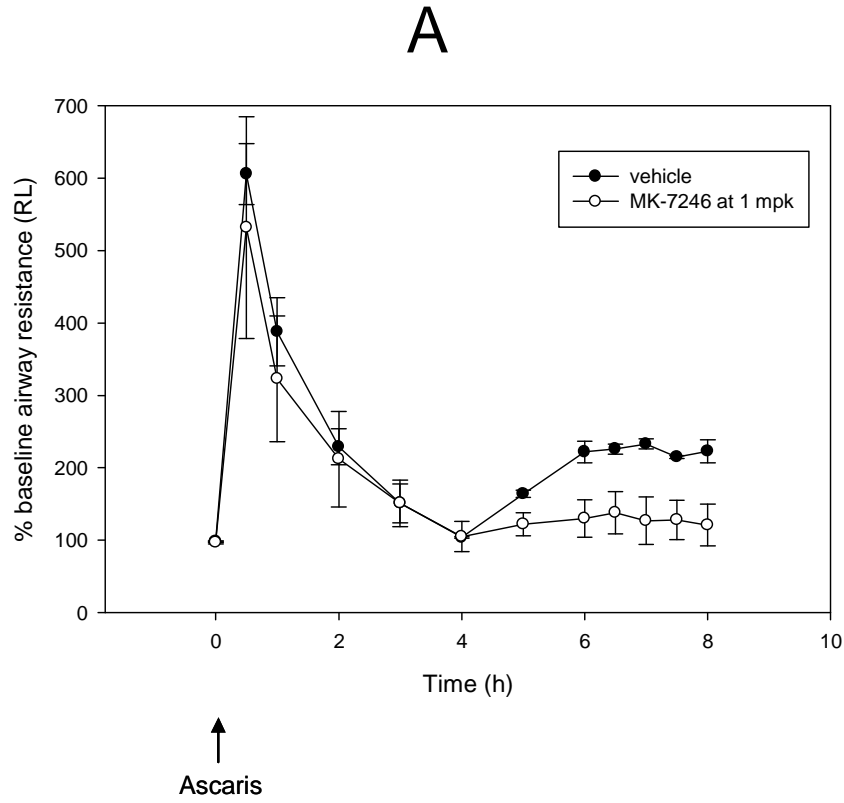 A
% baseline airway resistance (RL)
700
600
500
400
300
200
100
0
vehicle
MK-7246 at 1 mpk
0 2 4 6 8 10
Time (h)
Ascaris